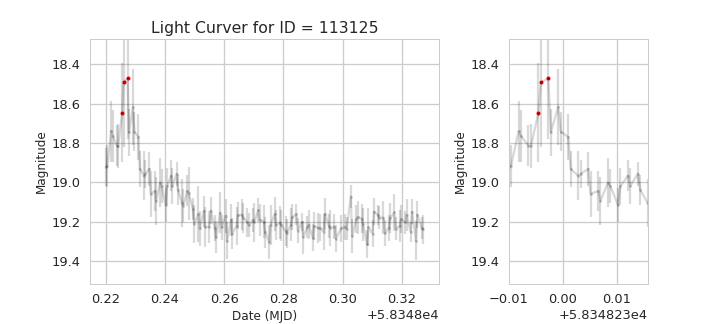 Light Curver for ID = 113125
Magnitude
18.4
18.6
18.8
19.0
19.2
19.4
0.22 0.24 0.26 0.28 0.30 0.32
Date (MJD)
+5.8348e4
Magnitude
18.4
18.6
18.8
19.0
19.2
19.4
−0.01 0.00 0.01
+5.834823e4